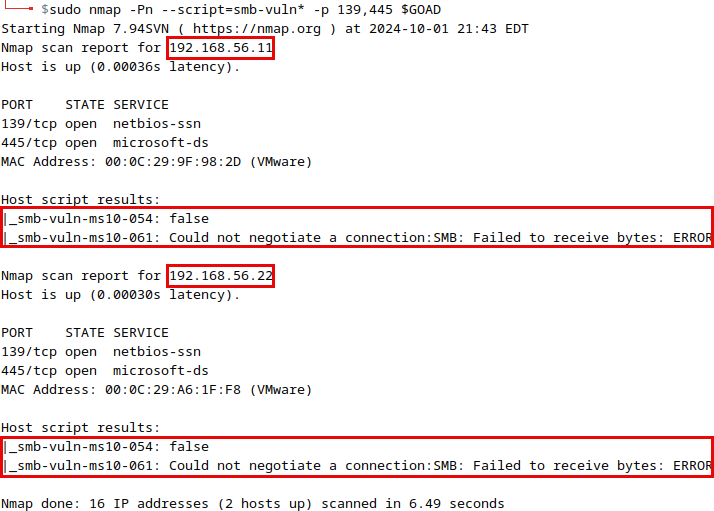 $sudo nmap -Pn --script=smb-vuln* -p 139,445 $GOAD
Starting Nmap 7.94SVN ( https://nmap.org ) at 2024-10-01 21:43 EDT
Nmap scan report for 192.168.56.11
Host is up (0.00036s latency).
PORT    STATE SERVICE
139/tcp open  netbios-ssn
445/tcp open  microsoft-ds
MAC Address: 00:0C:29:9F:98:2D (VMware)
Host script results:
|_smb-vuln-ms10-054: false
|_smb-vuln-ms10-061: Could not negotiate a connection:SMB: Failed to receive bytes: ERROR
Nmap scan report for 192.168.56.22
Host is up (0.00030s latency).
PORT    STATE SERVICE
139/tcp open  netbios-ssn
445/tcp open  microsoft-ds
MAC Address: 00:0C:29:A6:1F:F8 (VMware)
Host script results:
|_smb-vuln-ms10-054: false
|_smb-vuln-ms10-061: Could not negotiate a connection:SMB: Failed to receive bytes: ERROR
Nmap done: 16 IP addresses (2 hosts up) scanned in 6.49 seconds